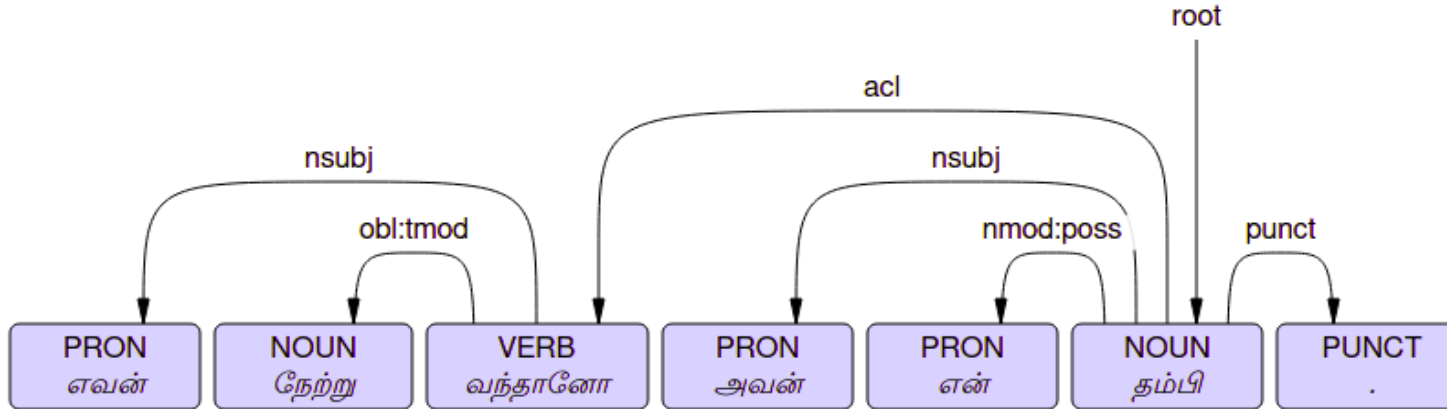 root
acl
nsubj nsubj
obl:tmod nmod:poss punct
PRON NOUN VERB PRON PRON NOUN PUNCT
எவன் நேற்று வந்தானோ அவன் என் தம்பி .